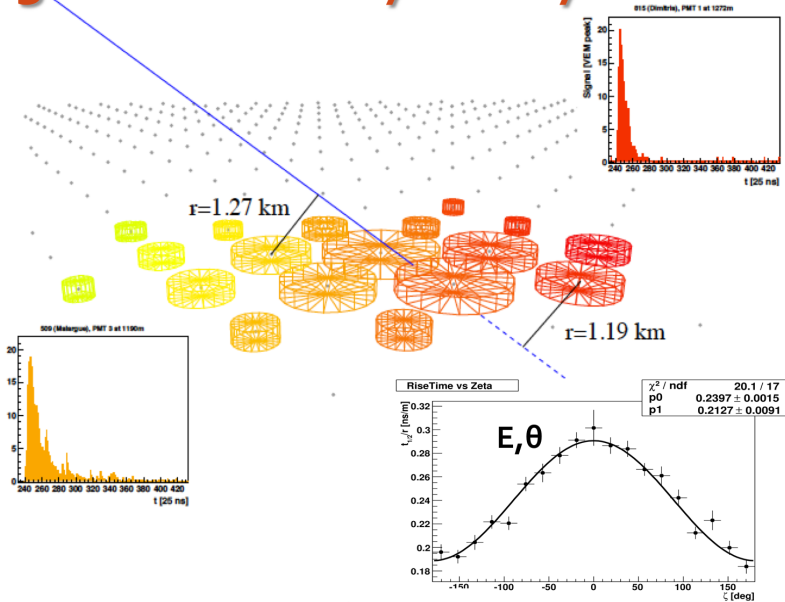 815 (Dimitris), PMT 1 at 1272m
Signal [VEM peak]
20
15
10
5
0
240 260 280 300 320 340 360 380 400 420
t [25 ns]
r=1.27 km
r=1.19 km
509 (Malargue), PMT 3 at 1190m
20
15
10
5
0
240 260 280 300 320 340 360 380 400 420
t [25 ns]
RiseTime vs Zeta
χ² / ndf 20.1 / 17
p0 0.2397 ± 0.0015
p1 0.2127 ± 0.0091
t1/2/r [ns/m]
E,θ
0.32
0.3
0.28
0.26
0.24
0.22
0.2
0.18
-150 -100 -50 0 50 100 150
ζ [deg]